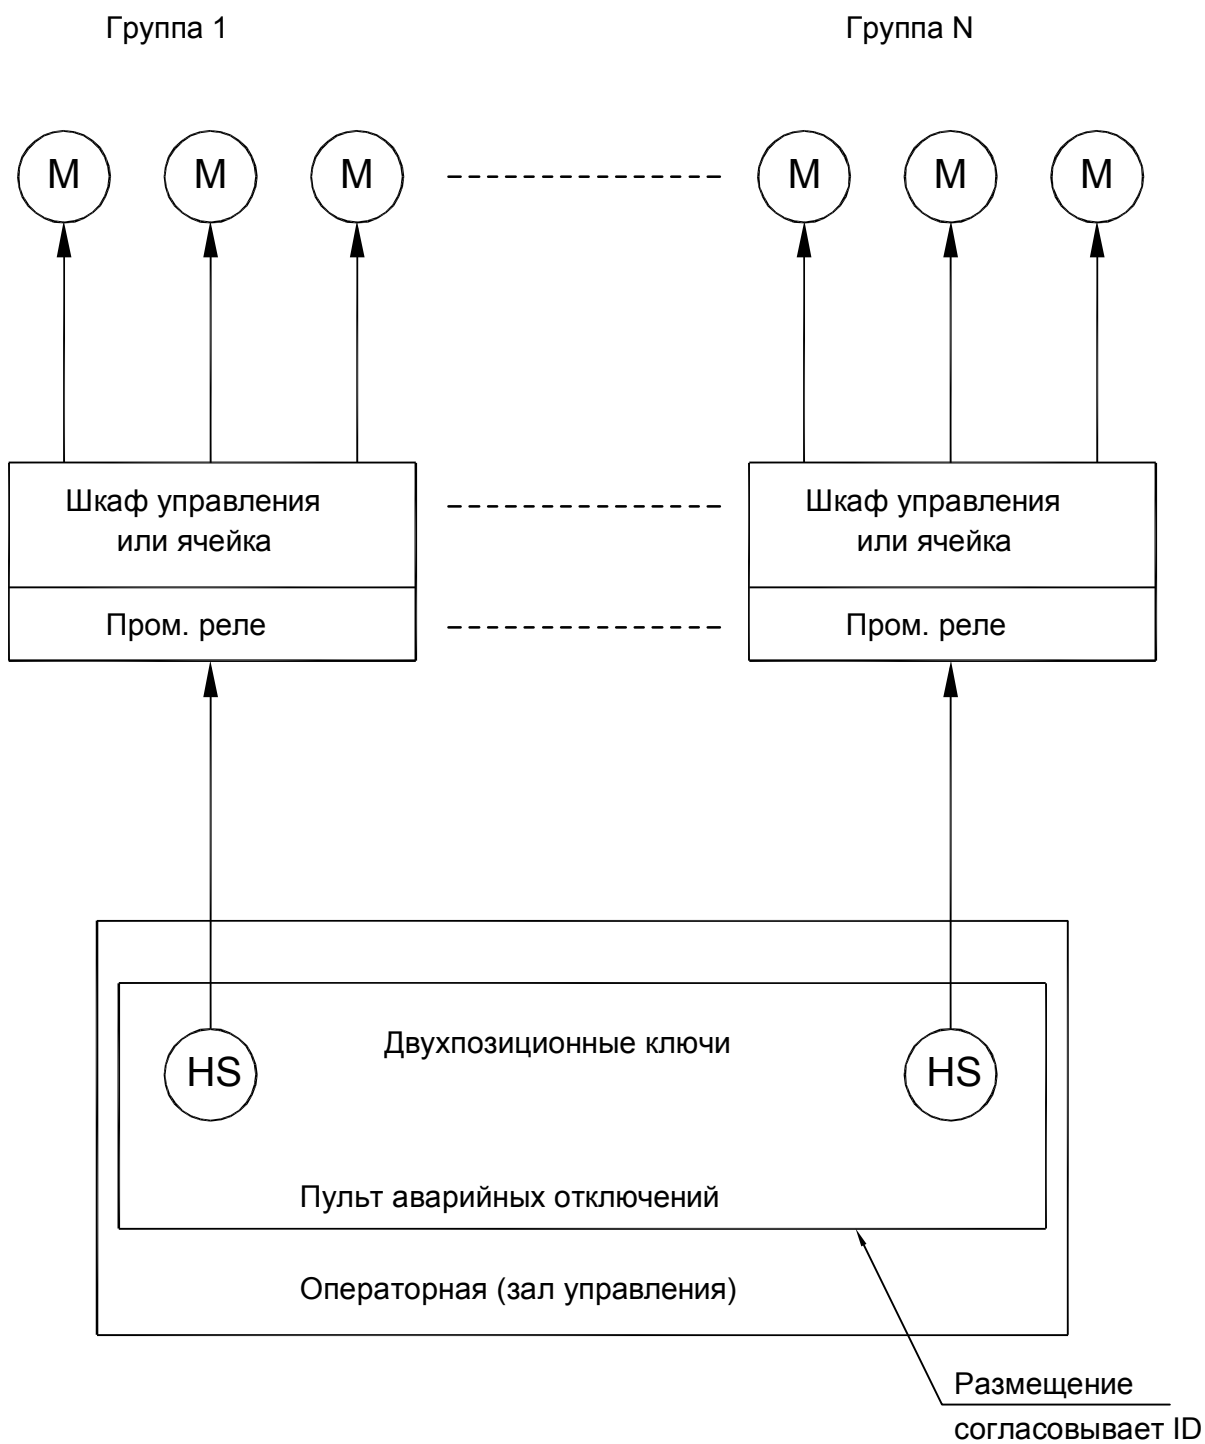 Группа 1
Группа N
М М М М М М
Шкаф управления
или ячейка
Шкаф управления
или ячейка
Пром. реле
Пром. реле
Двухпозиционные ключи
HS
HS
Пульт аварийных отключений
Операторная (зал управления)
Размещение
согласовывает ID